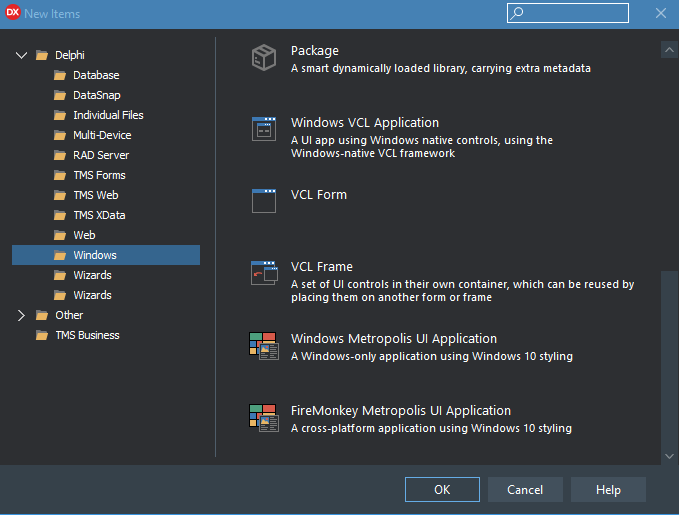 DX New Items
Delphi
Database
DataSnap
Individual Files
Multi-Device
RAD Server
TMS Forms
TMS Web
TMS XData
Web
Windows
Wizards
Wizards
Other
TMS Business
Package
A smart dynamically loaded library, carrying extra metadata
Windows VCL Application
A UI app using Windows native controls, using the
Windows-native VCL framework
VCL Form
VCL Frame
A set of UI controls in their own container, which can be reused by
placing them on another form or frame
Windows Metropolis UI Application
A Windows-only application using Windows 10 styling
FireMonkey Metropolis UI Application
A cross-platform application using Windows 10 styling
OK
Cancel
Help